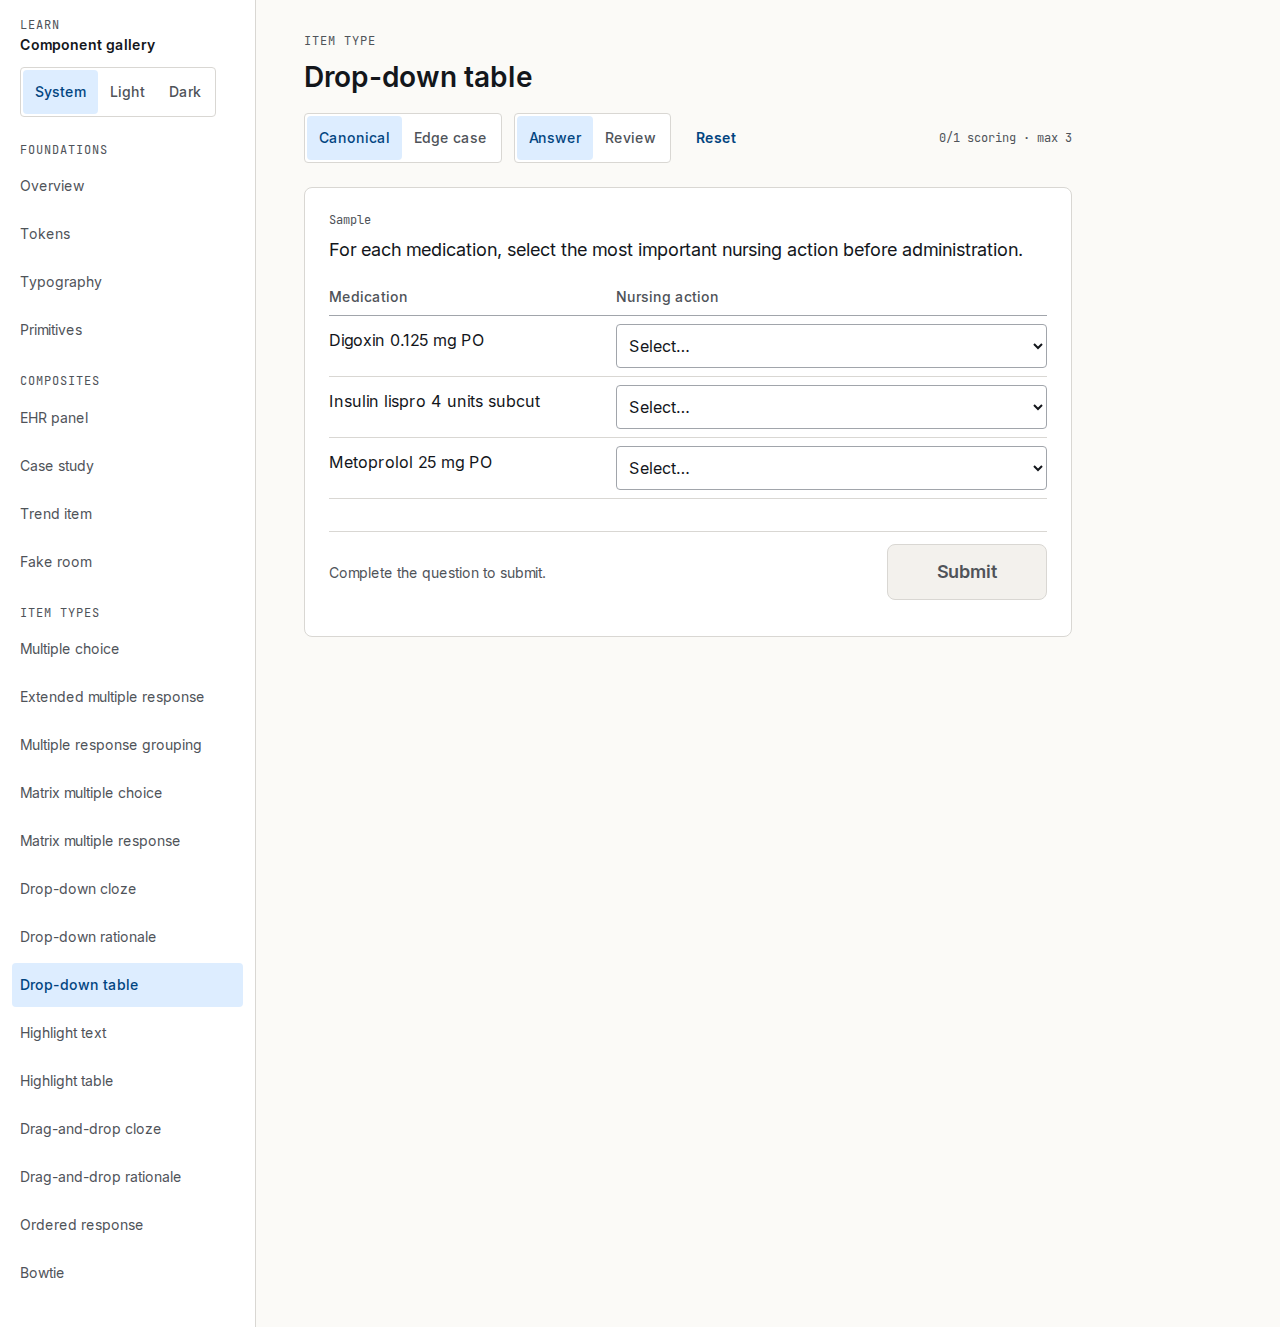 LEARN
Component gallery
System Light Dark
FOUNDATIONS
Overview
Tokens
Typography
Primitives
COMPOSITES
EHR panel
Case study
Trend item
Fake room
ITEM TYPES
Multiple choice
Extended multiple response
Multiple response grouping
Matrix multiple choice
Matrix multiple response
Drop-down cloze
Drop-down rationale
Drop-down table
Highlight text
Highlight table
Drag-and-drop cloze
Drag-and-drop rationale
Ordered response
Bowtie
ITEM TYPE
Drop-down table
Canonical Edge case Answer Review Reset 0/1 scoring · max 3
Sample
For each medication, select the most important nursing action before administration.
Medication Nursing action
Digoxin 0.125 mg PO Select...
Insulin lispro 4 units subcut Select...
Metoprolol 25 mg PO Select...
Complete the question to submit. Submit